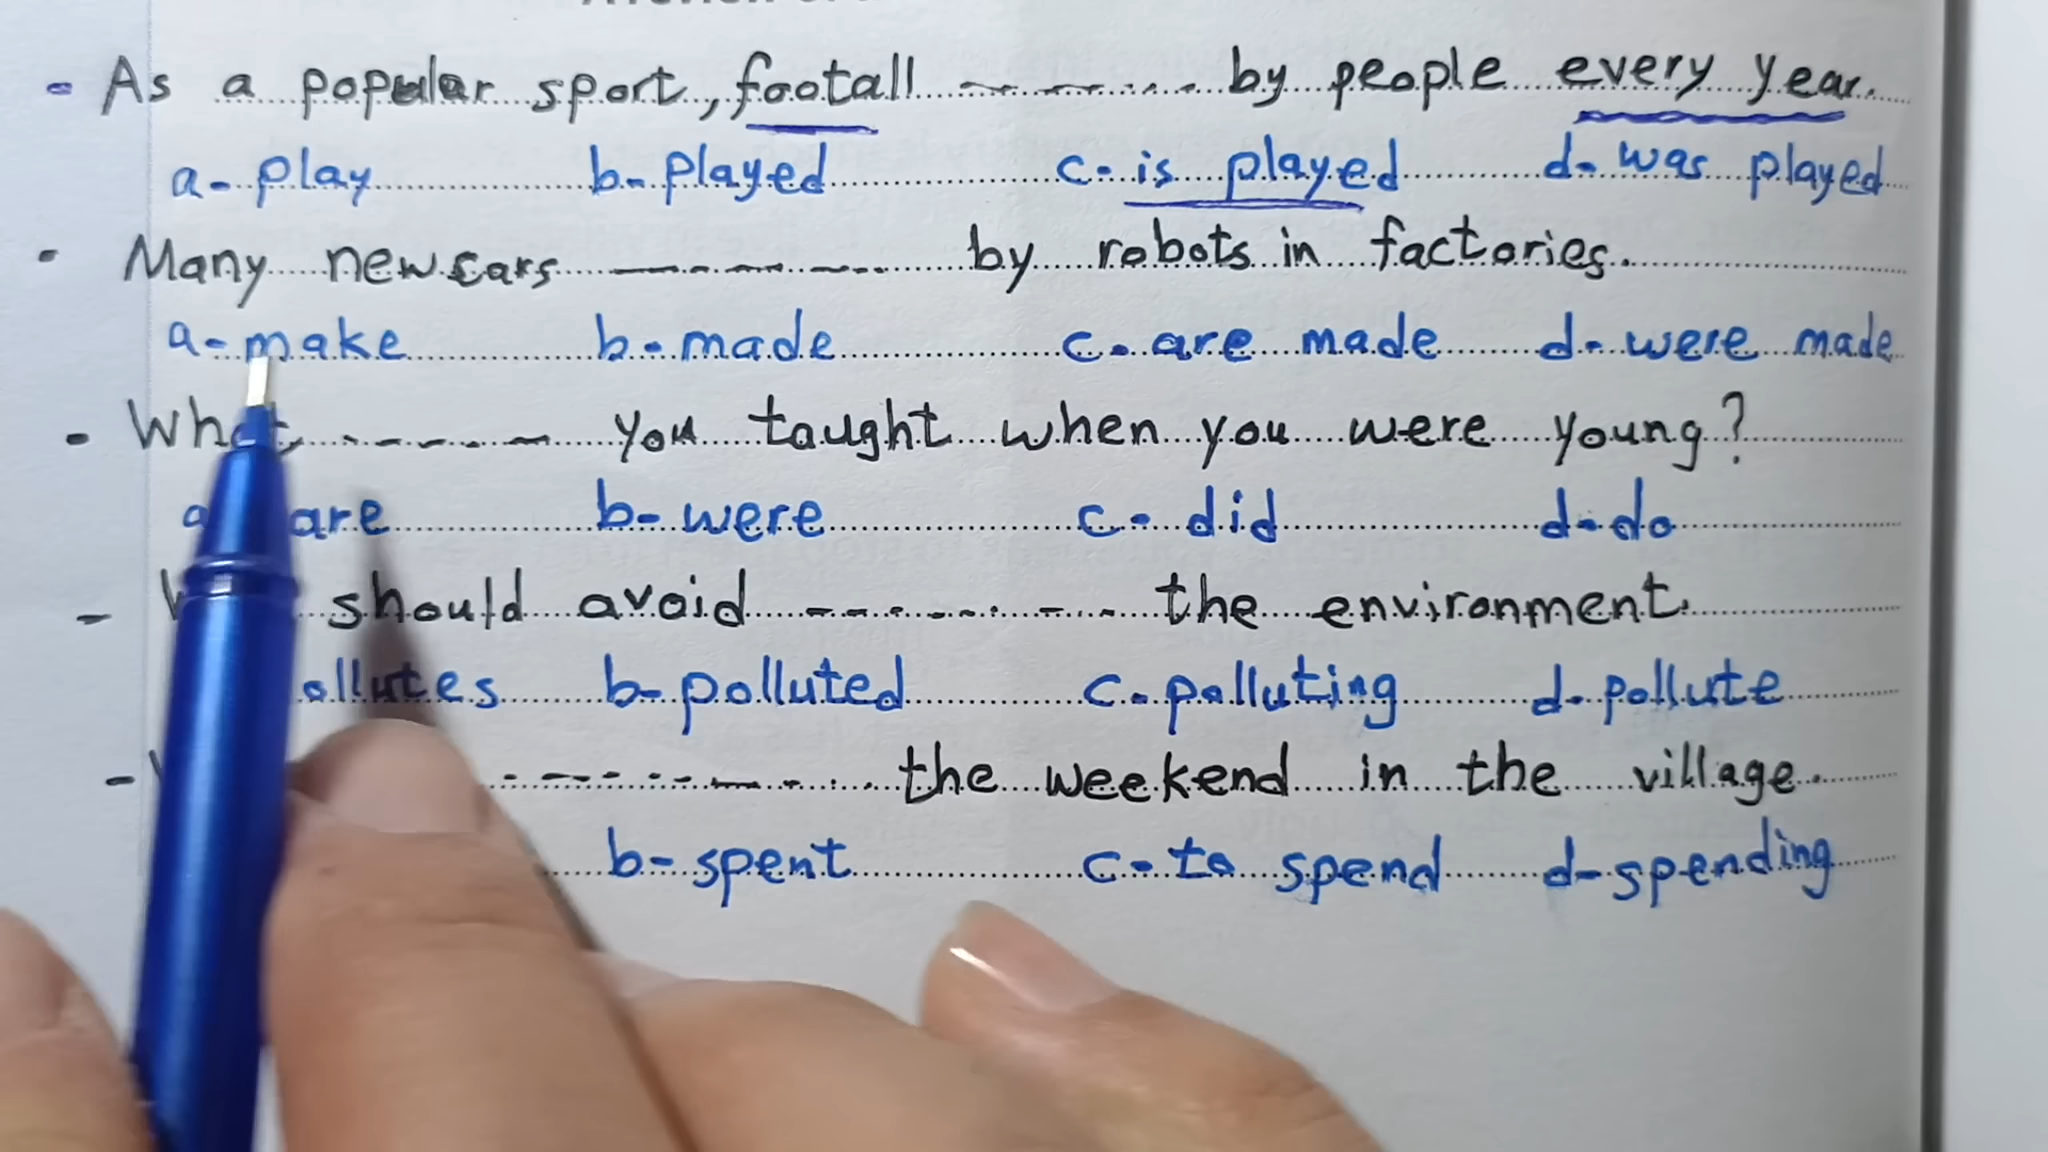 - As a popular sport, footall ---------- by people every year.
a- play b- played c- is played d- was played
- Many new cars ---------- by robots in factories.
a- make b- made c- are made d- were made
- What ------ you taught when you were young?
are b- were c- did d- do
- should avoid ---------- the environment.
b- polluted c- polluting d- pollute
- ---------- the weekend in the village.
b- spent c- to spend d- spending